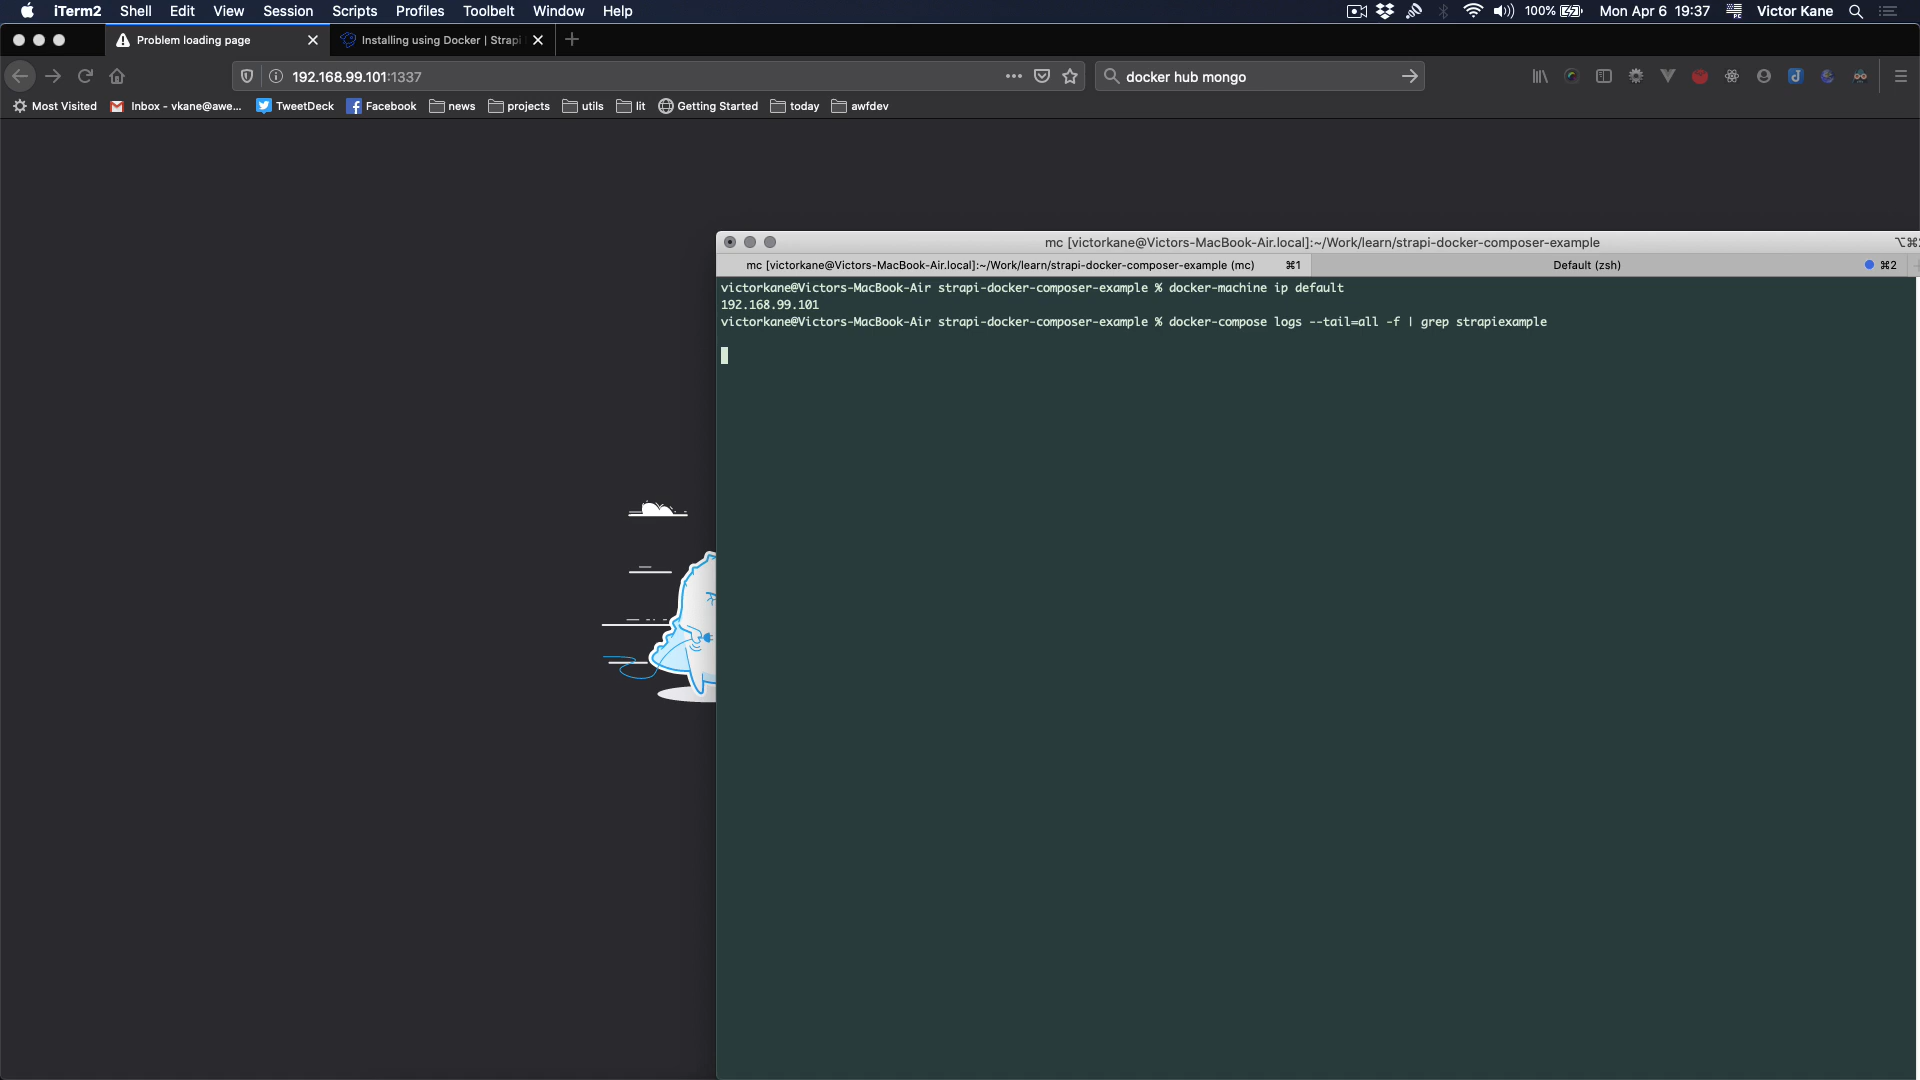 iTerm2 Shell Edit View Session Scripts Profiles Toolbelt Window Help 100% Mon Apr 6 19:37 Victor Kane
Problem loading page Installing using Docker | Strapi
192.168.99.101:1337 docker hub mongo
Most Visited Inbox - vkane@awe... TweetDeck Facebook news projects utils lit Getting Started today awfdev
mc [victorkane@Victors-MacBook-Air.local]:~/Work/learn/strapi-docker-composer-example ⌥⌘
mc [victorkane@Victors-MacBook-Air.local]:~/Work/learn/strapi-docker-composer-example (mc) ⌘1 Default (zsh) ⌘2
victorkane@Victors-MacBook-Air strapi-docker-composer-example % docker-machine ip default
192.168.99.101
victorkane@Victors-MacBook-Air strapi-docker-composer-example % docker-compose logs --tail=all -f | grep strapiexample